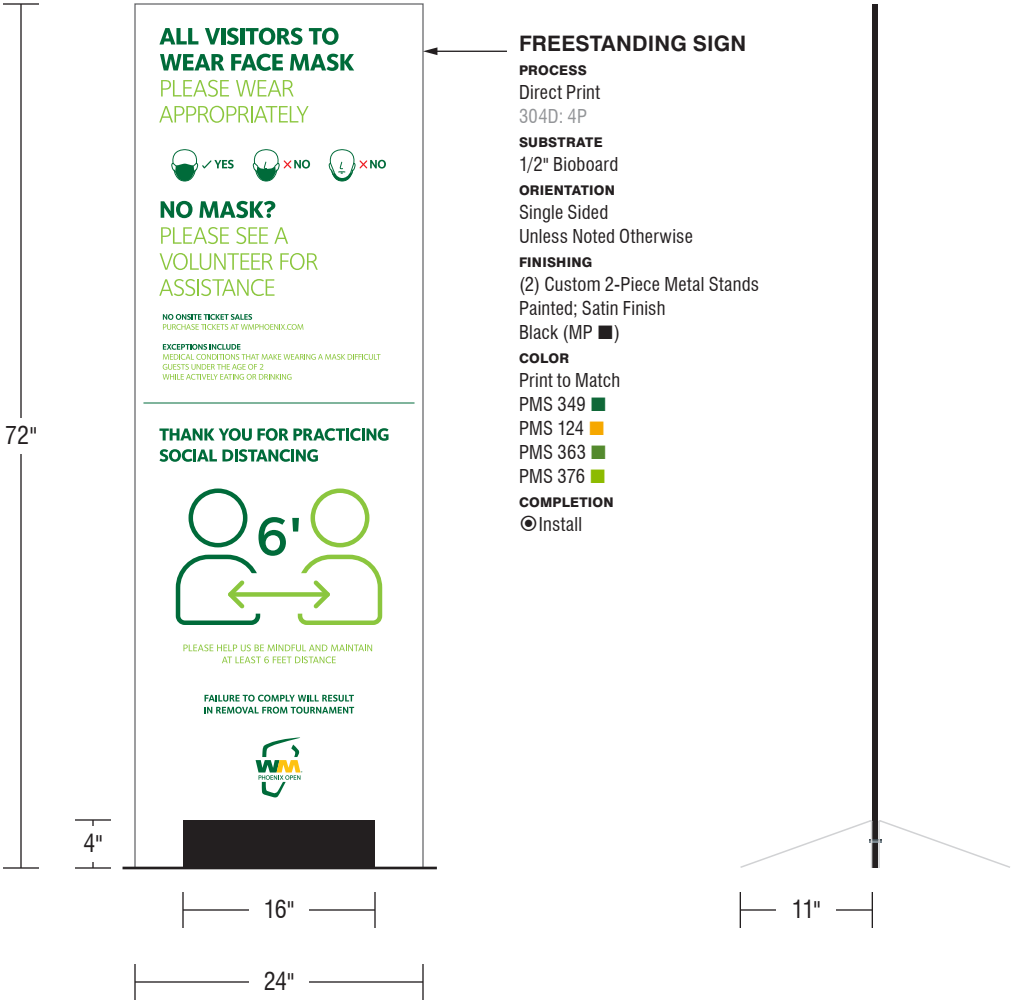 ALL VISITORS TO
WEAR FACE MASK
PLEASE WEAR
APPROPRIATELY
✓ YES
× NO
× NO
NO MASK?
PLEASE SEE A
VOLUNTEER FOR
ASSISTANCE
NO ONSITE TICKET SALES
PURCHASE TICKETS AT WMPHOENIX.COM
EXCEPTIONS INCLUDE
MEDICAL CONDITIONS THAT MAKE WEARING A MASK DIFFICULT
GUESTS UNDER THE AGE OF 2
WHILE ACTIVELY EATING OR DRINKING
THANK YOU FOR PRACTICING
SOCIAL DISTANCING
6'
PLEASE HELP US BE MINDFUL AND MAINTAIN
AT LEAST 6 FEET DISTANCE
FAILURE TO COMPLY WILL RESULT
IN REMOVAL FROM TOURNAMENT
WM
PHOENIX OPEN
72"
4"
16"
24"
FREESTANDING SIGN
PROCESS
Direct Print
304D: 4P
SUBSTRATE
1/2" Bioboard
ORIENTATION
Single Sided
Unless Noted Otherwise
FINISHING
(2) Custom 2-Piece Metal Stands
Painted; Satin Finish
Black (MP ■)
COLOR
Print to Match
PMS 349
PMS 124
PMS 363
PMS 376
COMPLETION
Install
11"